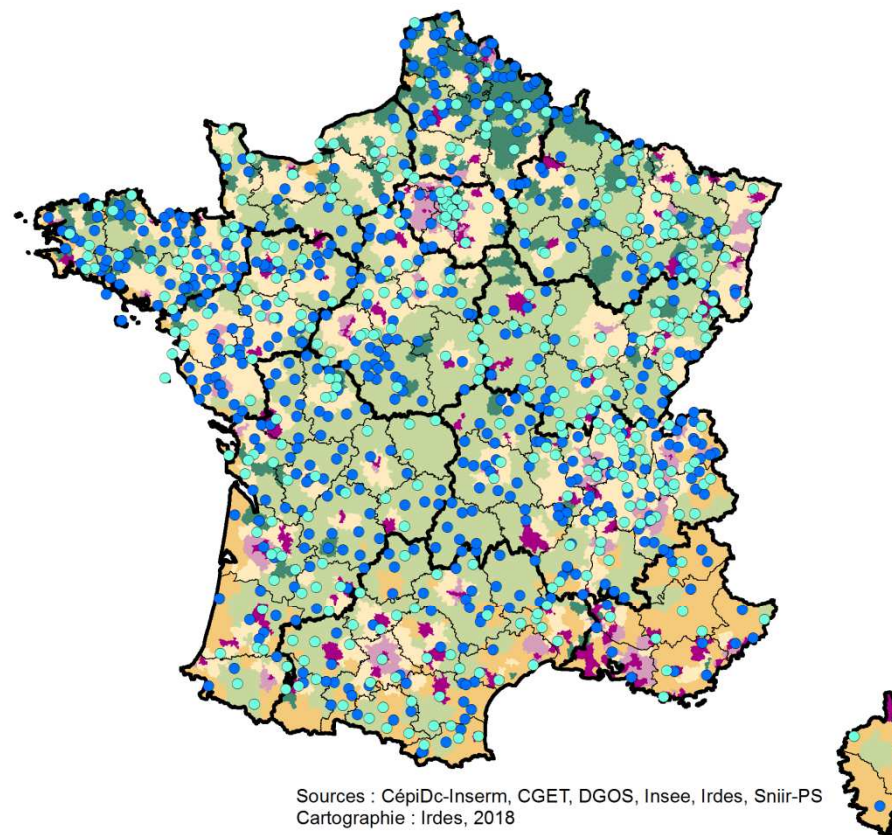 Sources : CépiDc-Inserm, CGET, DGOS, Insee, Irdes, Sniir-PS
Cartographie : Irdes, 2018